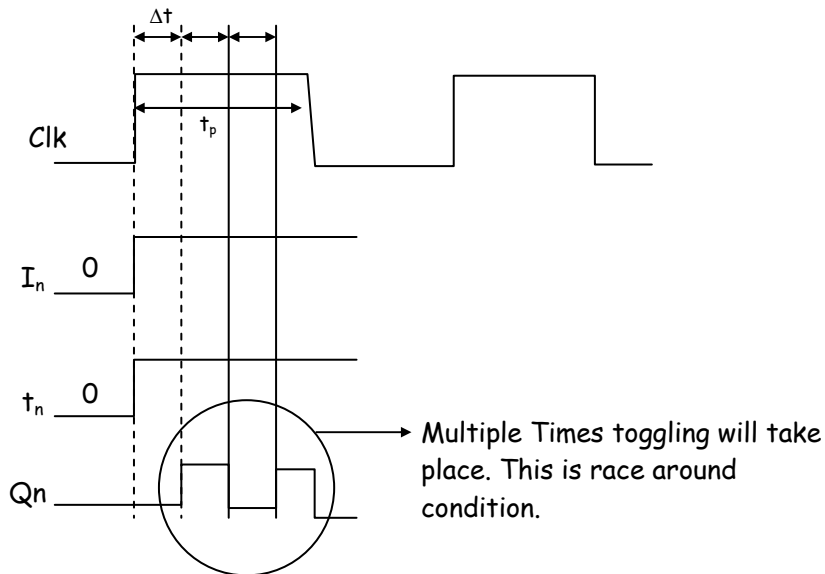 Δt
Clk
tp
0
In
0
tn
Qn
Multiple Times toggling will take
place. This is race around
condition.